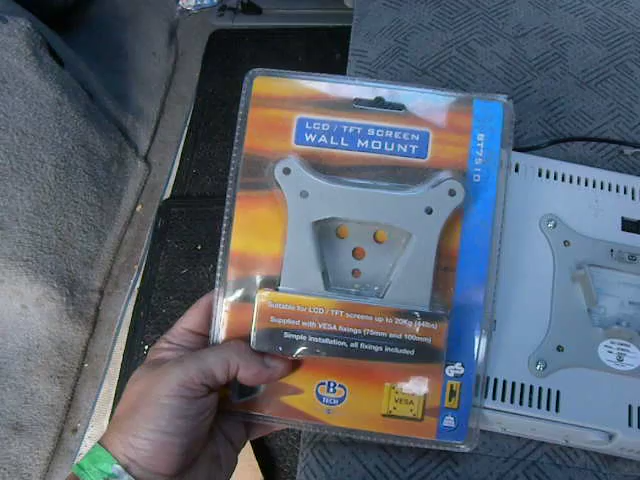 LCD / TFT SCREEN
WALL MOUNT
BT7510
Suitable for LCD / TFT screens up to 20Kg (44lbs)
Supplied with VESA fixings (75mm and 100mm)
Simple installation, all fixings included
B
TECH
VESA
GS